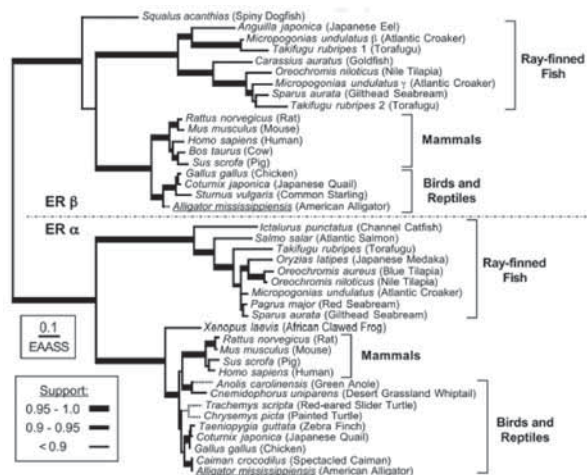 Squalus acanthias (Spiny Dogfish)
Anguilla japonica (Japanese Eel)
Micropogonias undulatus β (Atlantic Croaker)
Takifugu rubripes 1 (Torafugu)
Carassius auratus (Goldfish)
Oreochromis niloticus (Nile Tilapia)
Micropogonias undulatus γ (Atlantic Croaker)
Sparus aurata (Gilthead Seabream)
Takifugu rubripes 2 (Torafugu)
Ray-finned
Fish
Rattus norvegicus (Rat)
Mus musculus (Mouse)
Homo sapiens (Human)
Bos taurus (Cow)
Sus scrofa (Pig)
Mammals
Gallus gallus (Chicken)
Coturnix japonica (Japanese Quail)
Sturnus vulgaris (Common Starling)
Alligator mississippiensis (American Alligator)
Birds and
Reptiles
ER β
ER α
Ictalurus punctatus (Channel Catfish)
Salmo salar (Atlantic Salmon)
Takifugu rubripes (Torafugu)
Oryzias latipes (Japanese Medaka)
Oreochromis aureus (Blue Tilapia)
Oreochromis niloticus (Nile Tilapia)
Micropogonias undulatus (Atlantic Croaker)
Pagrus major (Red Seabream)
Sparus aurata (Gilthead Seabream)
Ray-finned
Fish
Xenopus laevis (African Clawed Frog)
Rattus norvegicus (Rat)
Mus musculus (Mouse)
Sus scrofa (Pig)
Homo sapiens (Human)
Mammals
Anolis carolinensis (Green Anole)
Cnemidophorus uniparens (Desert Grassland Whiptail)
Trachemys scripta (Red-eared Slider Turtle)
Chrysemys picta (Painted Turtle)
Taeniopygia guttata (Zebra Finch)
Coturnix japonica (Japanese Quail)
Gallus gallus (Chicken)
Caiman crocodilus (Spectacled Caiman)
Alligator mississippiensis (American Alligator)
Birds and
Reptiles
0.1
EAASS
Support:
0.95 - 1.0
0.9 - 0.95
< 0.9